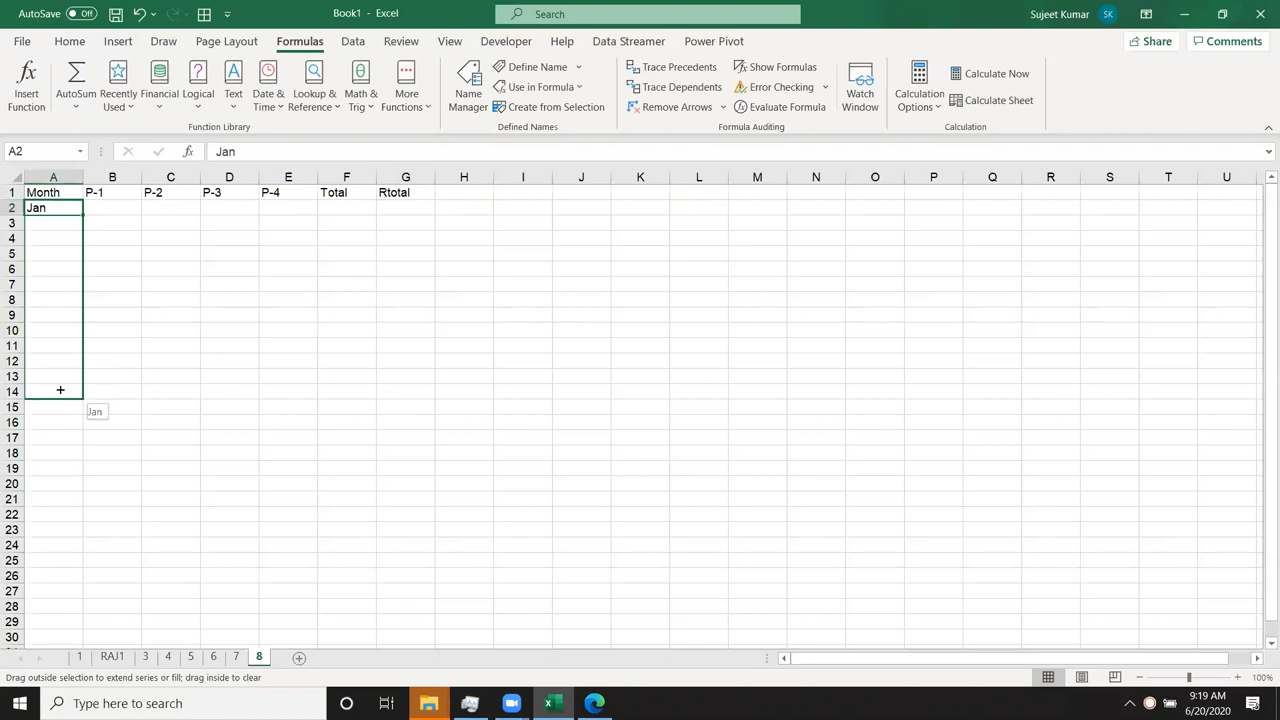 AutoSave Off Book1 - Excel Search Sujeet Kumar SK
File Home Insert Draw Page Layout Formulas Data Review View Developer Help Data Streamer Power Pivot Share Comments
Insert Function AutoSum Recently Used Financial Logical Text Date & Time Lookup & Reference Math & Trig More Functions
Function Library
Name Manager Define Name Use in Formula Create from Selection
Defined Names
Trace Precedents Trace Dependents Remove Arrows Show Formulas Error Checking Evaluate Formula Watch Window
Formula Auditing
Calculation Options Calculate Now Calculate Sheet
Calculation
A2 fx Jan
A B C D E F G H I J K L M N O P Q R S T U
1 Month P-1 P-2 P-3 P-4 Total Rtotal
2 Jan
3
4
5
6
7
8
9
10
11
12
13
14
15 Jan
16
17
18
19
20
21
22
23
24
25
26
27
28
29
30
1 RAJ1 3 4 5 6 7 8
Drag outside selection to extend series or fill; drag inside to clear 100%
Type here to search 9:19 AM
6/20/2020